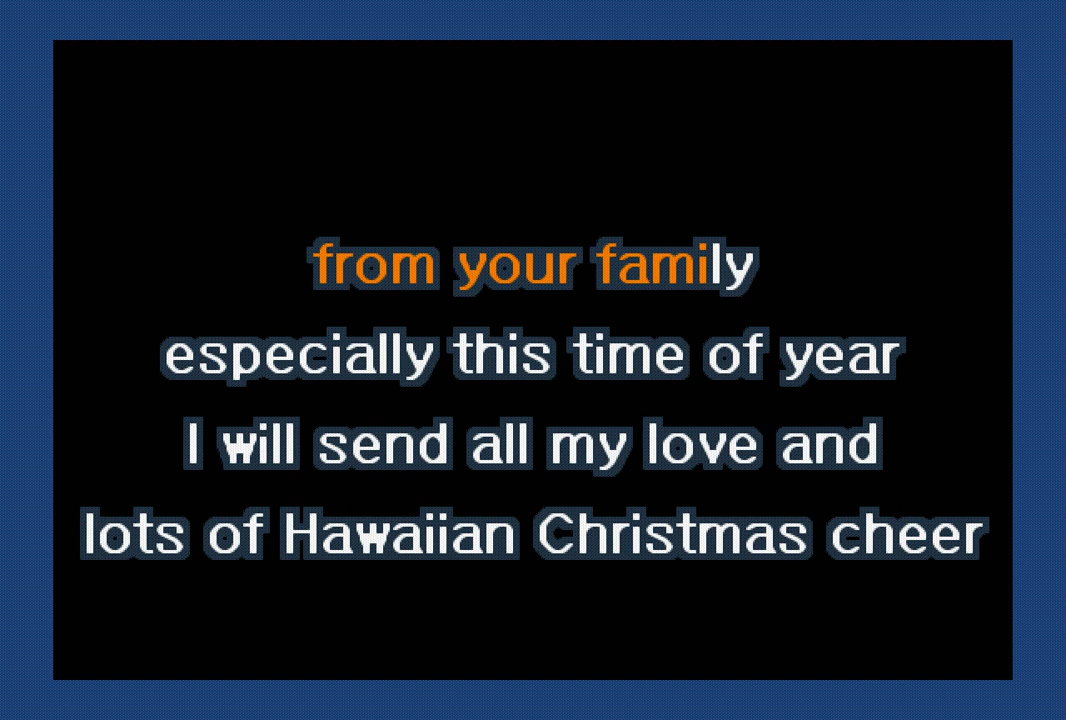 from your family
especially this time of year
I will send all my love and
lots of Hawaiian Christmas cheer